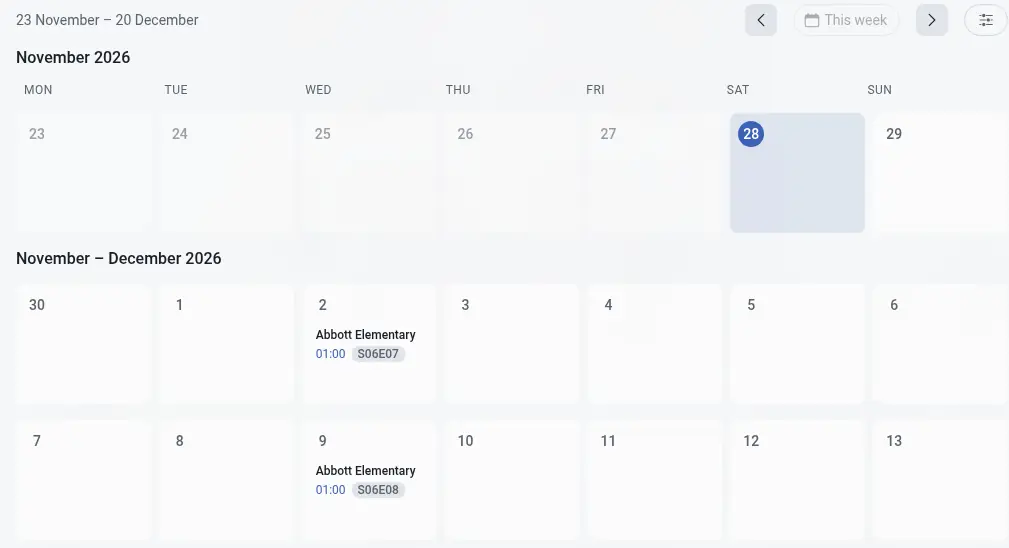 23 November – 20 December
This week
November 2026
MON TUE WED THU FRI SAT SUN
23 24 25 26 27 28 29
November – December 2026
30 1 2 3 4 5 6
Abbott Elementary
01:00 S06E07
7 8 9 10 11 12 13
Abbott Elementary
01:00 S06E08